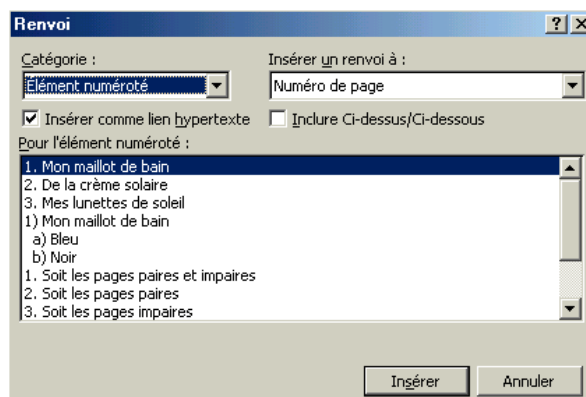 Renvoi
Catégorie :
Insérer un renvoi à :
Élément numéroté
Numéro de page
Insérer comme lien hypertexte
Inclure Ci-dessus/Ci-dessous
Pour l'élément numéroté :
1. Mon maillot de bain
2. De la crème solaire
3. Mes lunettes de soleil
1) Mon maillot de bain
a) Bleu
b) Noir
1. Soit les pages paires et impaires
2. Soit les pages paires
3. Soit les pages impaires
Insérer
Annuler